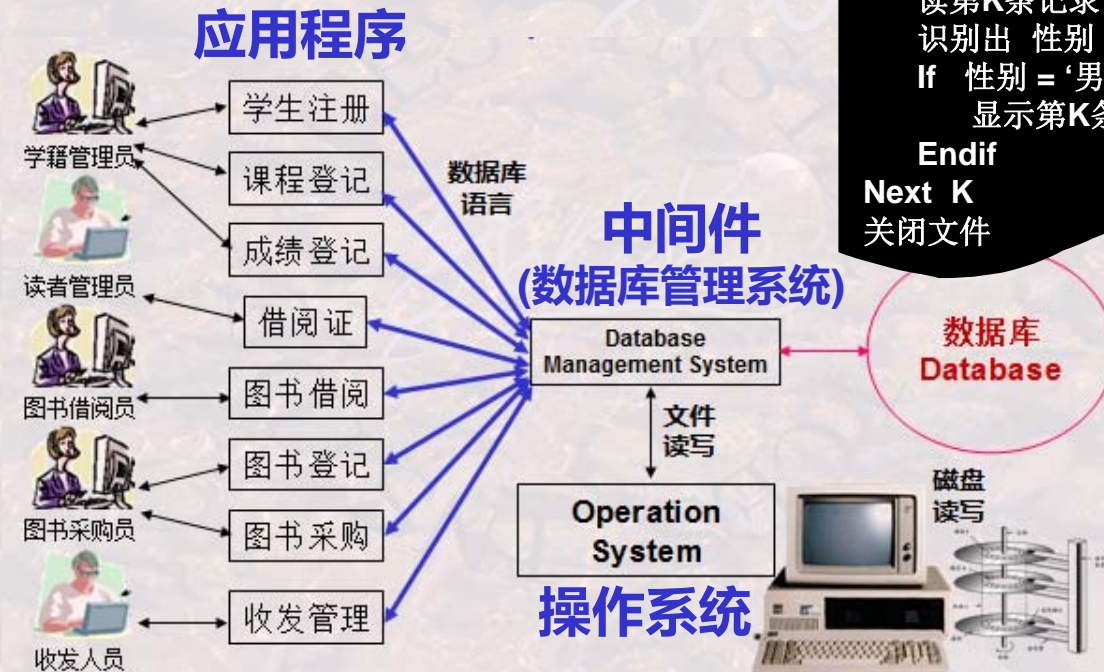 应用程序
读第K条记录
识别出 性别
If 性别 = ‘男
显示第K条
Endif
Next K
关闭文件
学籍管理员
读者管理员
图书借阅员
图书采购员
收发人员
学生注册
课程登记
成绩登记
借阅证
图书借阅
图书登记
图书采购
收发管理
数据库
语言
中间件
(数据库管理系统)
Database
Management System
文件
读写
Operation
System
操作系统
数据库
Database
磁盘
读写